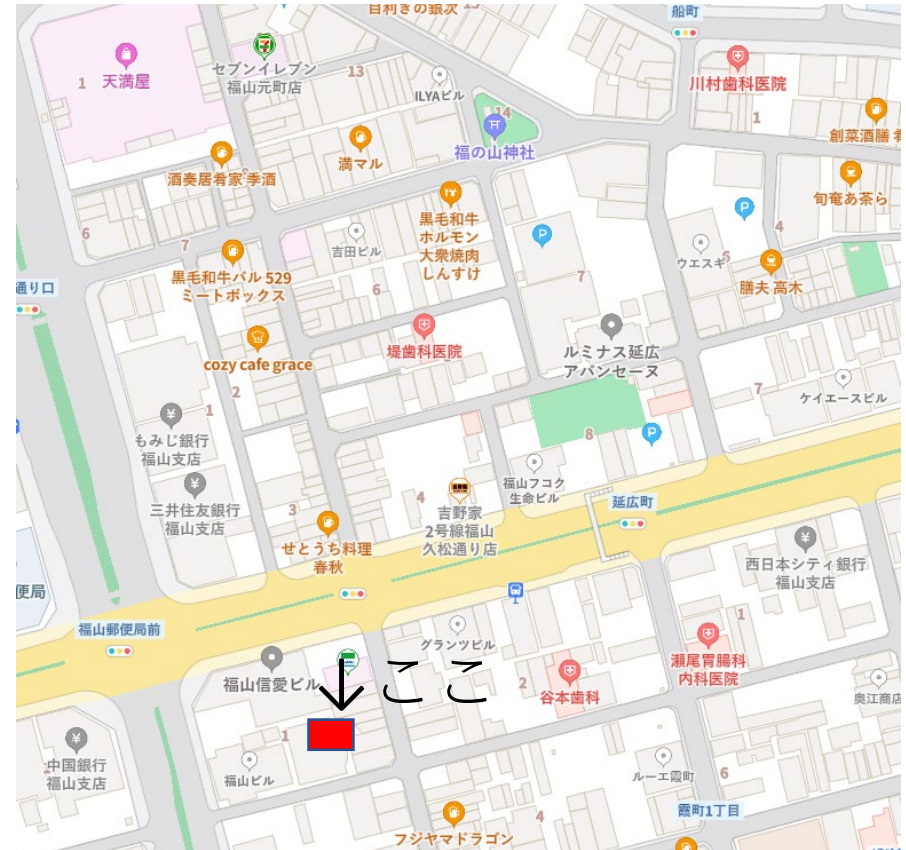 目利きの銀次
13
船町
天満屋
1
セブンイレブン
福山元町店
13
ILYAビル
川村歯科医院
1
14
福の山神社
創菜酒膳 希
満マル
酒奏居肴家 季酒
8
旬竜あ茶ら
4
黒毛和牛
ホルモン
大衆焼肉
しんすけ
P
P
6
7
吉田ビル
ウエスギ
5
膳夫 高木
黒毛和牛バル 529
ミートボックス
6
7
通り口
堤歯科医院
ルミナス延広
アバンセーヌ
cozy cafe grace
2
7
ケイエースビル
1
もみじ銀行
福山支店
8
P
福山フコク
生命ビル
三井住友銀行
福山支店
3
4
吉野家
2号線福山
久松通り店
延広町
せとうち料理
春秋
西日本シティ銀行
福山支店
便局
福山郵便局前
グランツビル
1
瀬尾胃腸科
内科医院
福山信愛ビル
ここ
2
谷本歯科
奥江商店
1
中国銀行
福山支店
福山ビル
ルーエ霞町
6
霞町1丁目
フジヤマドラゴン
4